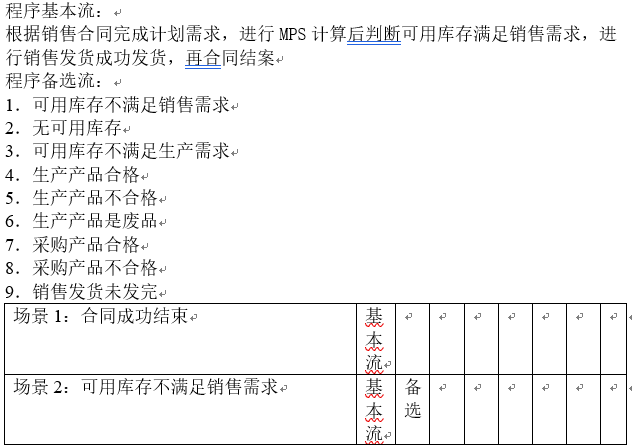 程序基本流：
根据销售合同完成计划需求，进行 MPS 计算后判断可用库存满足销售需求，进
行销售发货成功发货，再合同结案
程序备选流：
1．可用库存不满足销售需求
2．无可用库存
3．可用库存不满足生产需求
4．生产产品合格
5．生产产品不合格
6．生产产品是废品
7．采购产品合格
8．采购产品不合格
9．销售发货未发完
场景 1：合同成功结束 基
本
流
场景 2：可用库存不满足销售需求 基 备
本 选
流